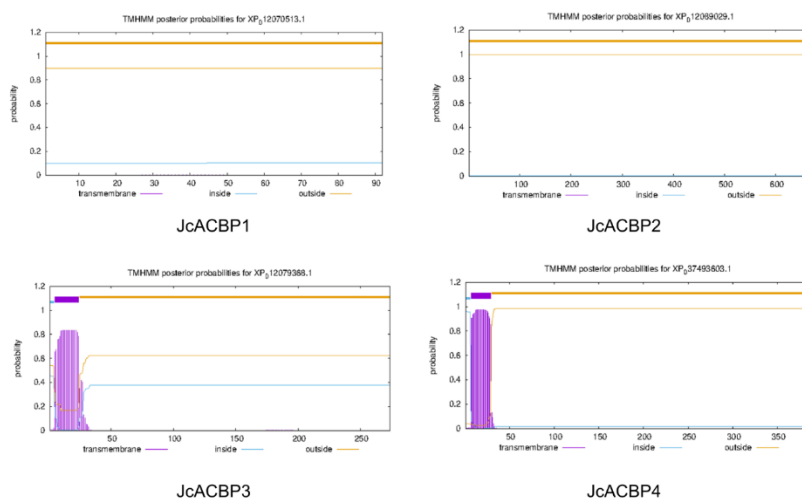 TMHMM posterior probabilities for XP_012070513.1
probability
1.2
1
0.8
0.6
0.4
0.2
0
10 20 30 40 50 60 70 80 90
transmembrane inside outside
JcACBP1
TMHMM posterior probabilities for XP_012069029.1
probability
1.2
1
0.8
0.6
0.4
0.2
0
100 200 300 400 500 600
transmembrane inside outside
JcACBP2
TMHMM posterior probabilities for XP_012079368.1
probability
1.2
1
0.8
0.6
0.4
0.2
0
50 100 150 200 250
transmembrane inside outside
JcACBP3
TMHMM posterior probabilities for XP_037493603.1
probability
1.2
1
0.8
0.6
0.4
0.2
0
50 100 150 200 250 300 350
transmembrane inside outside
JcACBP4